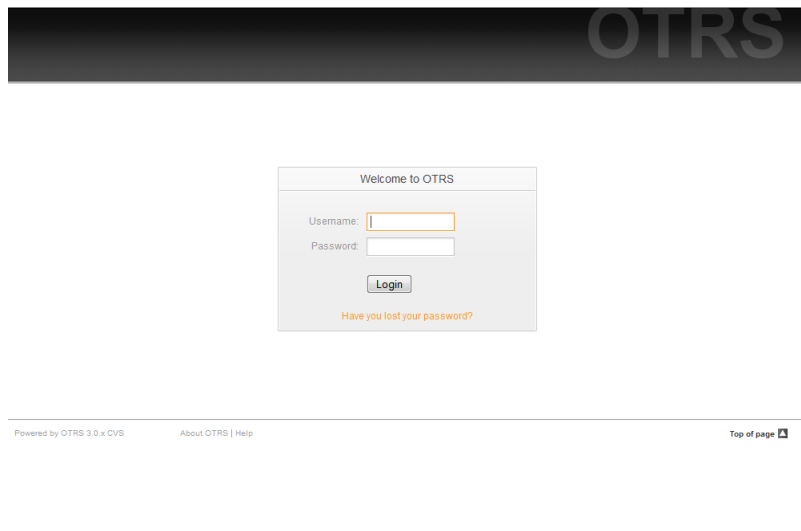 OTRS
Welcome to OTRS
Username:
Password:
Login
Have you lost your password?
Powered by OTRS 3.0.x CVS About OTRS | Help Top of page